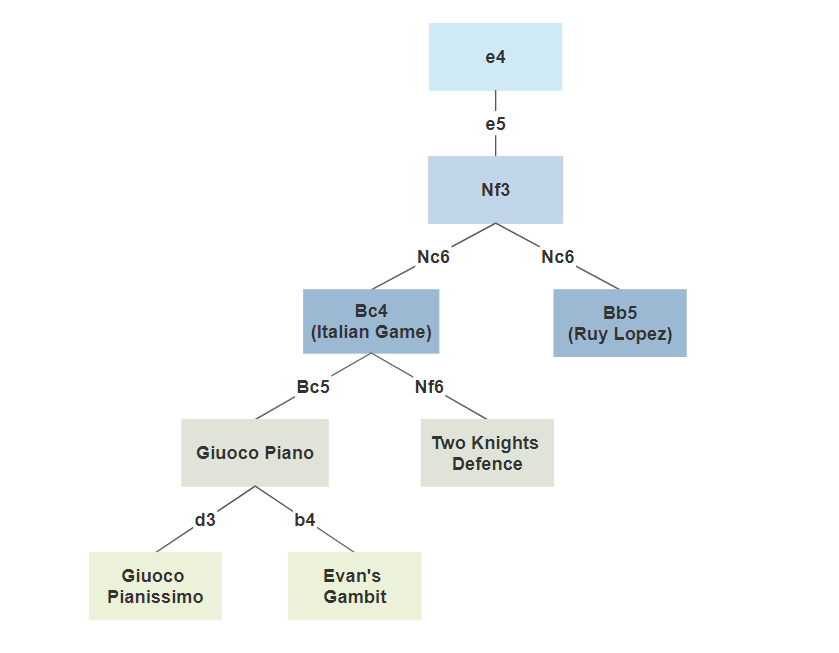 e4
e5
Nf3
Nc6
Nc6
Bc4
(Italian Game)
Bb5
(Ruy Lopez)
Bc5
Nf6
Giuoco Piano
Two Knights
Defence
d3
b4
Giuoco
Pianissimo
Evan's
Gambit